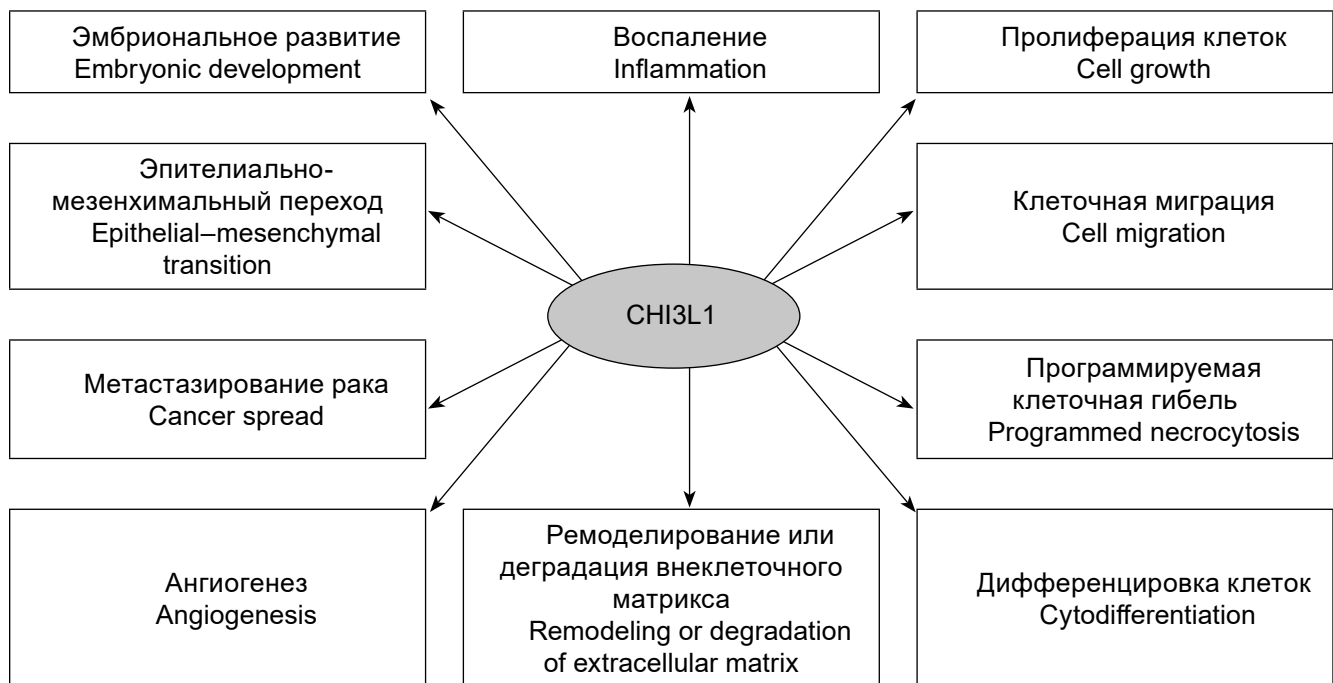 Эмбриональное развитие
Embryonic development
Воспаление
Inflammation
Пролиферация клеток
Cell growth
Эпителиально-
мезенхимальный переход
Epithelial–mesenchymal
transition
Клеточная миграция
Cell migration
CHI3L1
Метастазирование рака
Cancer spread
Программируемая
клеточная гибель
Programmed necrocytosis
Ангиогенез
Angiogenesis
Ремоделирование или
деградация внеклеточного
матрикса
Remodeling or degradation
of extracellular matrix
Дифференцировка клеток
Cytodifferentiation